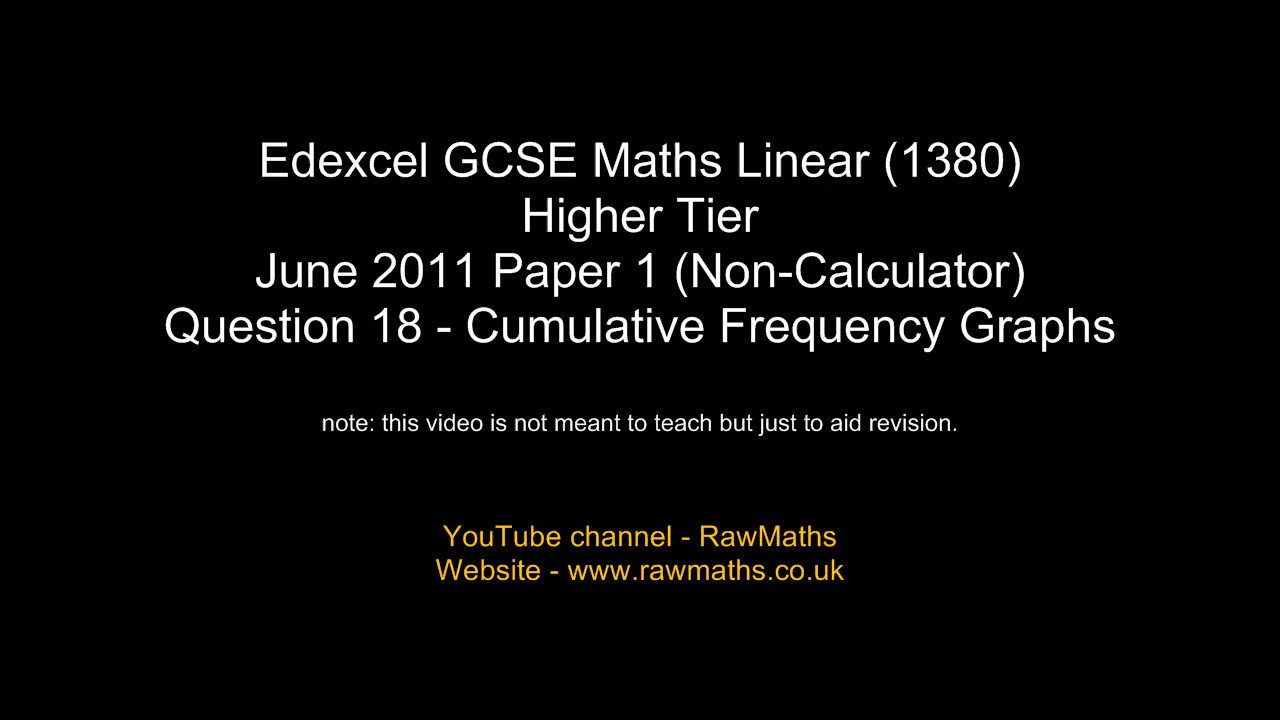 Edexcel GCSE Maths Linear (1380)
Higher Tier
June 2011 Paper 1 (Non-Calculator)
Question 18 - Cumulative Frequency Graphs
note: this video is not meant to teach but just to aid revision.
YouTube channel - RawMaths
Website - www.rawmaths.co.uk